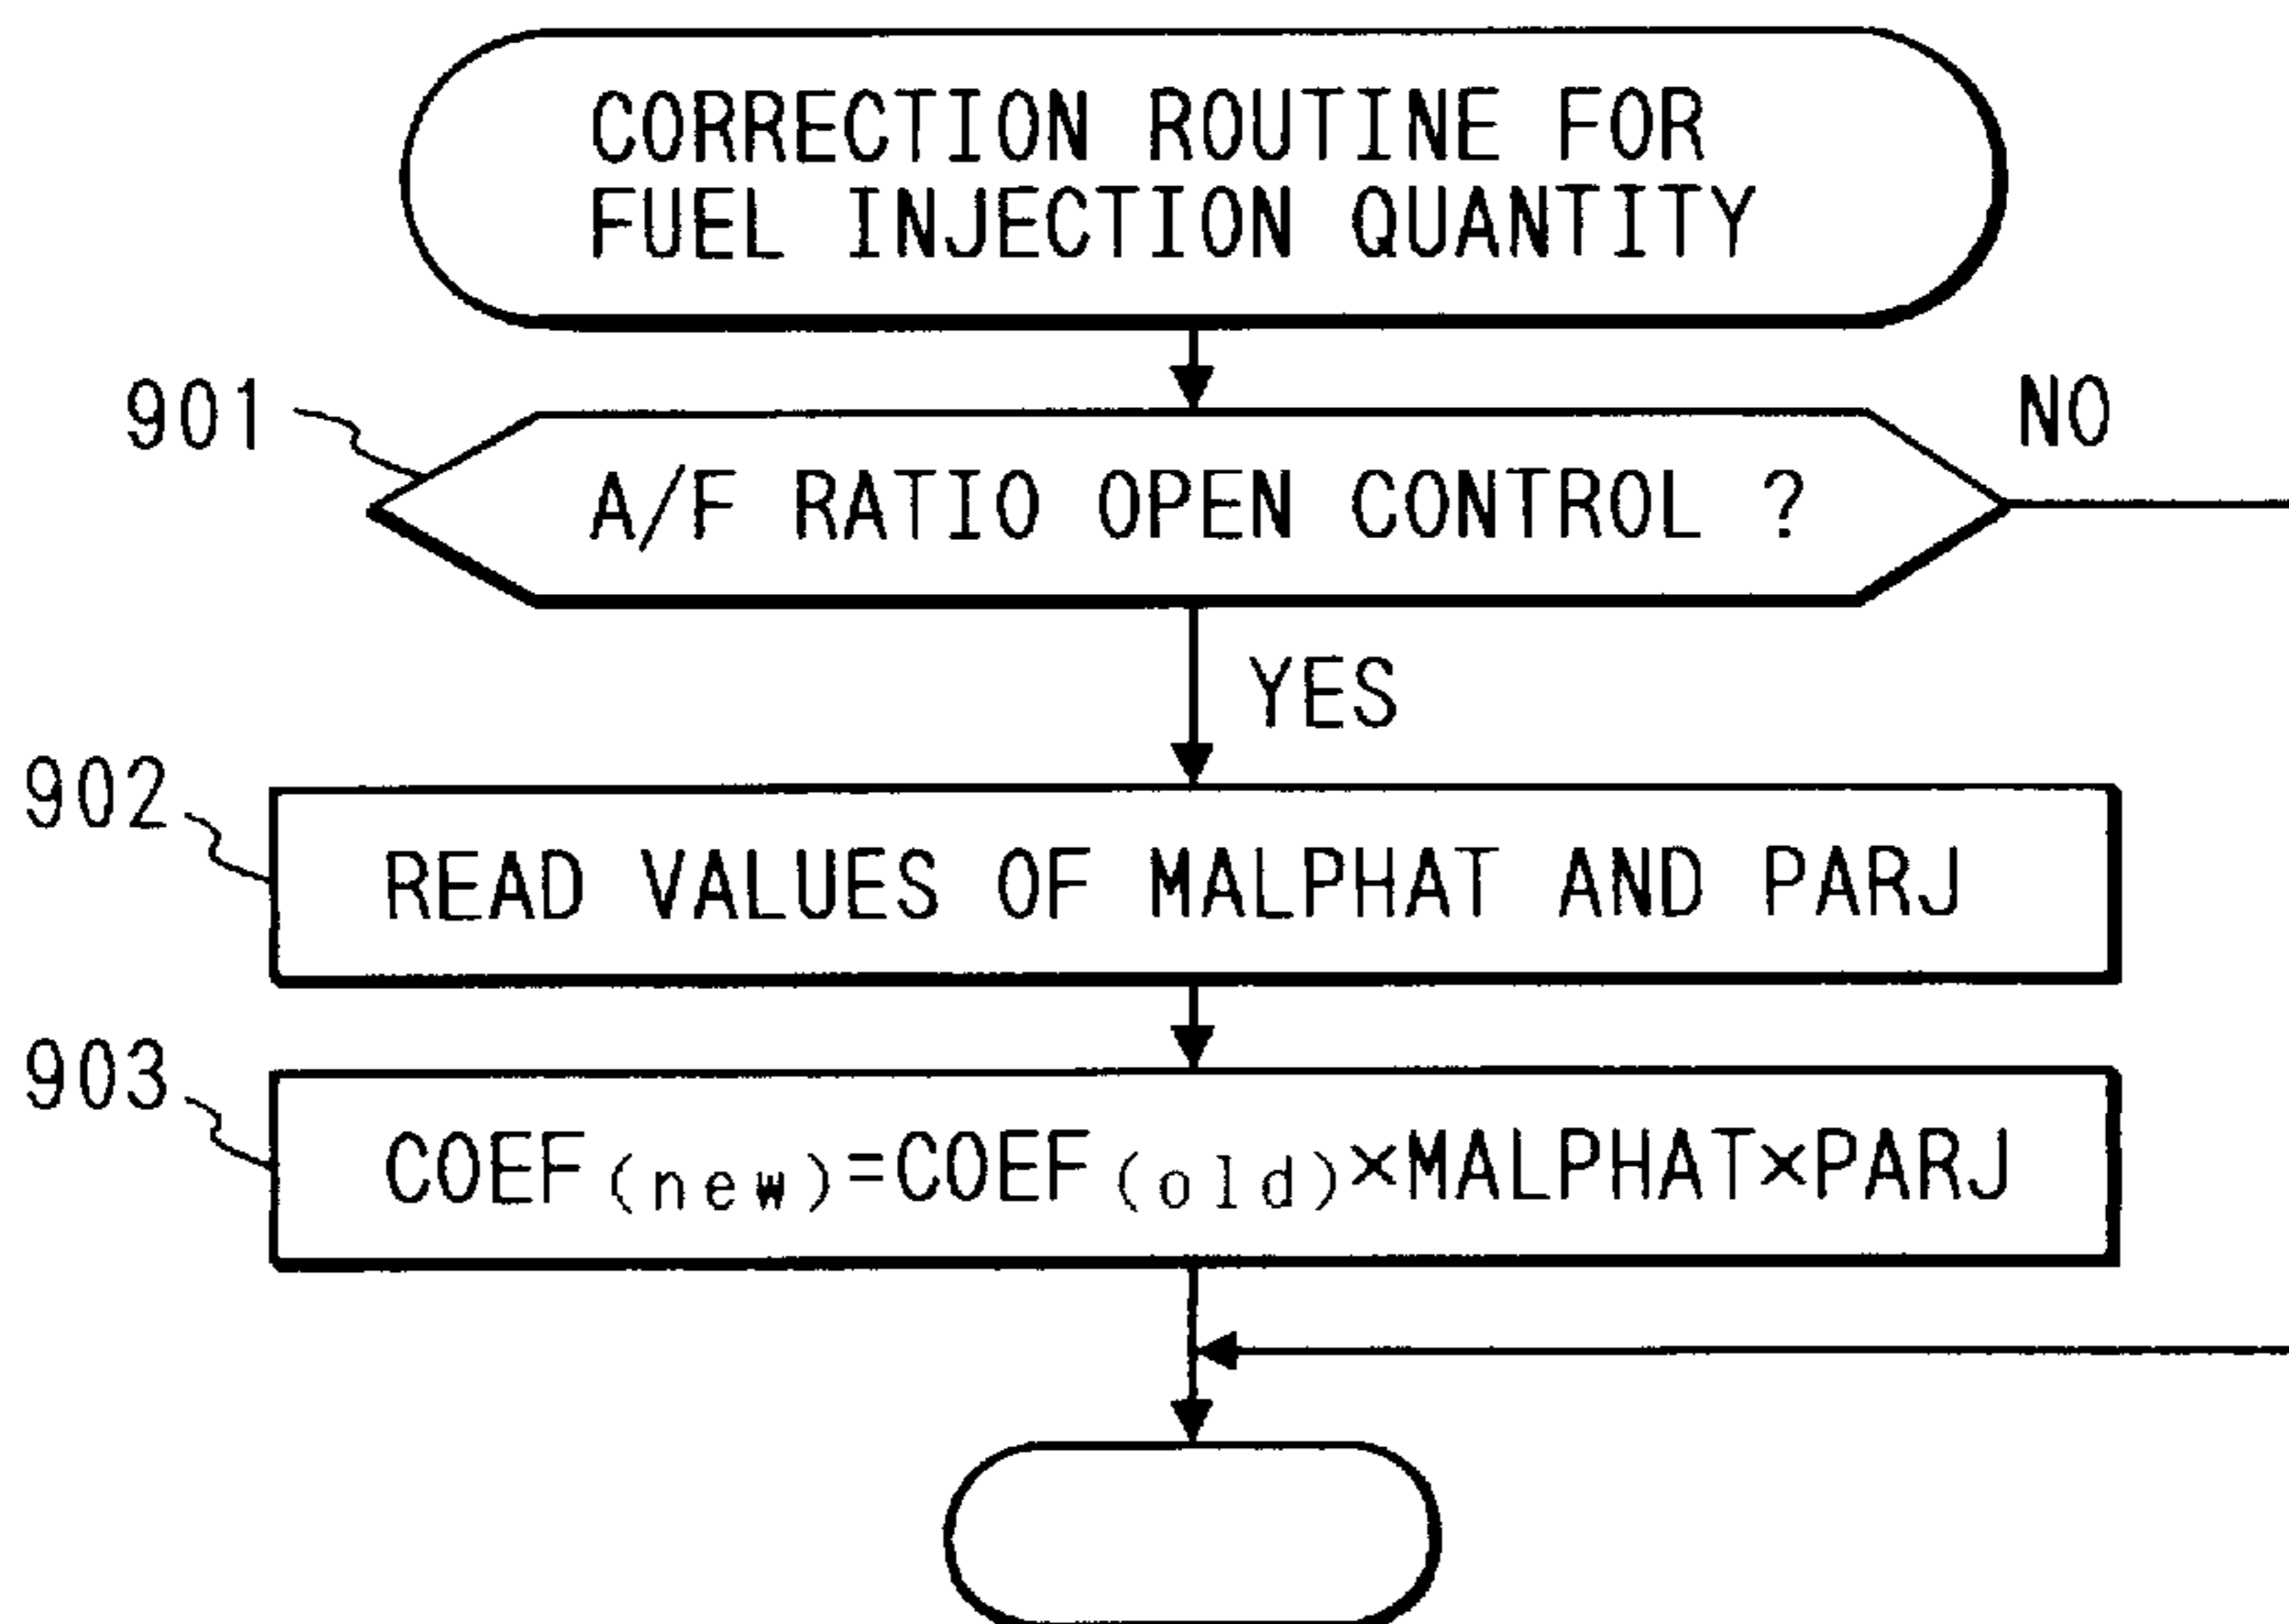 CORRECTION ROUTINE FOR
FUEL INJECTION QUANTITY
901
NO
A/F RATIO OPEN CONTROL ?
YES
902
READ VALUES OF MALPHAT AND PARJ
903
COEF(new)=COEF(old)×MALPHAT×PARJ